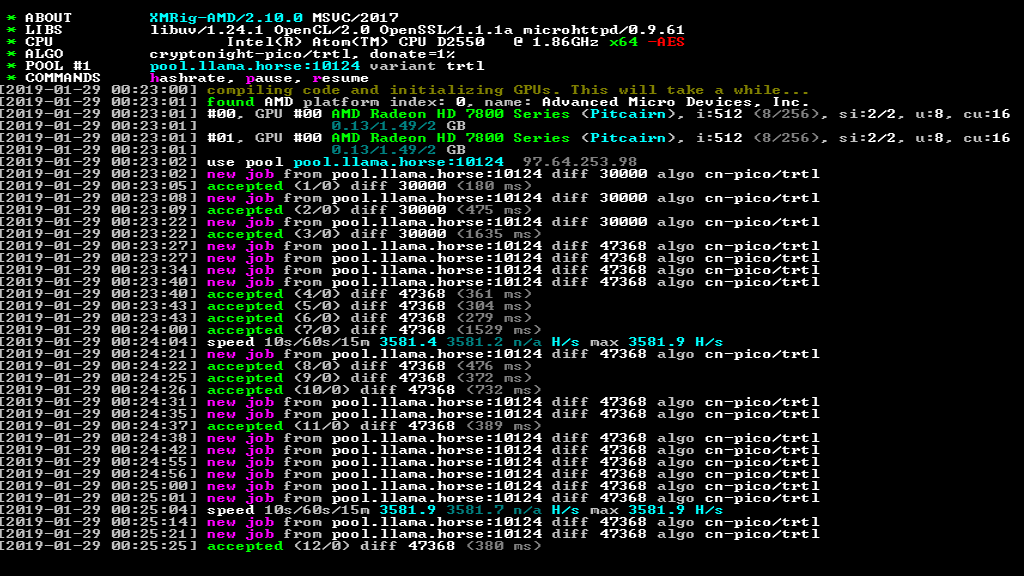 * ABOUT        XMRig-AMD/2.10.0 MSVC/2017
* LIBS         libuv/1.24.1 OpenCL/2.0 OpenSSL/1.1.1a microhttpd/0.9.61
* CPU                  Intel(R) Atom(TM) CPU D2550   @ 1.86GHz x64 -AES
* ALGO         cryptonight-pico/trtl, donate=1%
* POOL #1      pool.llama.horse:10124 variant trtl
* COMMANDS     hashrate, pause, resume
[2019-01-29 00:23:00] compiling code and initializing GPUs. This will take a while...
[2019-01-29 00:23:01] found AMD platform index: 0, name: Advanced Micro Devices, Inc.
[2019-01-29 00:23:01] #00, GPU #00 AMD Radeon HD 7800 Series (Pitcairn), i:512 (8/256), si:2/2, u:8, cu:16
[2019-01-29 00:23:01]              0.13/1.49/2 GB
[2019-01-29 00:23:01] #01, GPU #00 AMD Radeon HD 7800 Series (Pitcairn), i:512 (8/256), si:2/2, u:8, cu:16
[2019-01-29 00:23:01]              0.13/1.49/2 GB
[2019-01-29 00:23:02] use pool pool.llama.horse:10124  97.64.253.98
[2019-01-29 00:23:02] new job from pool.llama.horse:10124 diff 30000 algo cn-pico/trtl
[2019-01-29 00:23:05] accepted (1/0) diff 30000 (180 ms)
[2019-01-29 00:23:08] new job from pool.llama.horse:10124 diff 30000 algo cn-pico/trtl
[2019-01-29 00:23:09] accepted (2/0) diff 30000 (475 ms)
[2019-01-29 00:23:22] new job from pool.llama.horse:10124 diff 30000 algo cn-pico/trtl
[2019-01-29 00:23:22] accepted (3/0) diff 30000 (1635 ms)
[2019-01-29 00:23:27] new job from pool.llama.horse:10124 diff 47368 algo cn-pico/trtl
[2019-01-29 00:23:27] new job from pool.llama.horse:10124 diff 47368 algo cn-pico/trtl
[2019-01-29 00:23:34] new job from pool.llama.horse:10124 diff 47368 algo cn-pico/trtl
[2019-01-29 00:23:40] new job from pool.llama.horse:10124 diff 47368 algo cn-pico/trtl
[2019-01-29 00:23:40] accepted (4/0) diff 47368 (361 ms)
[2019-01-29 00:23:43] accepted (5/0) diff 47368 (304 ms)
[2019-01-29 00:23:43] accepted (6/0) diff 47368 (279 ms)
[2019-01-29 00:24:00] accepted (7/0) diff 47368 (1529 ms)
[2019-01-29 00:24:04] speed 10s/60s/15m 3581.4 3581.2 n/a H/s max 3581.9 H/s
[2019-01-29 00:24:21] new job from pool.llama.horse:10124 diff 47368 algo cn-pico/trtl
[2019-01-29 00:24:22] accepted (8/0) diff 47368 (476 ms)
[2019-01-29 00:24:25] accepted (9/0) diff 47368 (372 ms)
[2019-01-29 00:24:26] accepted (10/0) diff 47368 (732 ms)
[2019-01-29 00:24:31] new job from pool.llama.horse:10124 diff 47368 algo cn-pico/trtl
[2019-01-29 00:24:35] new job from pool.llama.horse:10124 diff 47368 algo cn-pico/trtl
[2019-01-29 00:24:37] accepted (11/0) diff 47368 (389 ms)
[2019-01-29 00:24:38] new job from pool.llama.horse:10124 diff 47368 algo cn-pico/trtl
[2019-01-29 00:24:42] new job from pool.llama.horse:10124 diff 47368 algo cn-pico/trtl
[2019-01-29 00:24:55] new job from pool.llama.horse:10124 diff 47368 algo cn-pico/trtl
[2019-01-29 00:24:56] new job from pool.llama.horse:10124 diff 47368 algo cn-pico/trtl
[2019-01-29 00:25:00] new job from pool.llama.horse:10124 diff 47368 algo cn-pico/trtl
[2019-01-29 00:25:01] new job from pool.llama.horse:10124 diff 47368 algo cn-pico/trtl
[2019-01-29 00:25:04] speed 10s/60s/15m 3581.9 3581.7 n/a H/s max 3581.9 H/s
[2019-01-29 00:25:14] new job from pool.llama.horse:10124 diff 47368 algo cn-pico/trtl
[2019-01-29 00:25:21] new job from pool.llama.horse:10124 diff 47368 algo cn-pico/trtl
[2019-01-29 00:25:25] accepted (12/0) diff 47368 (380 ms)